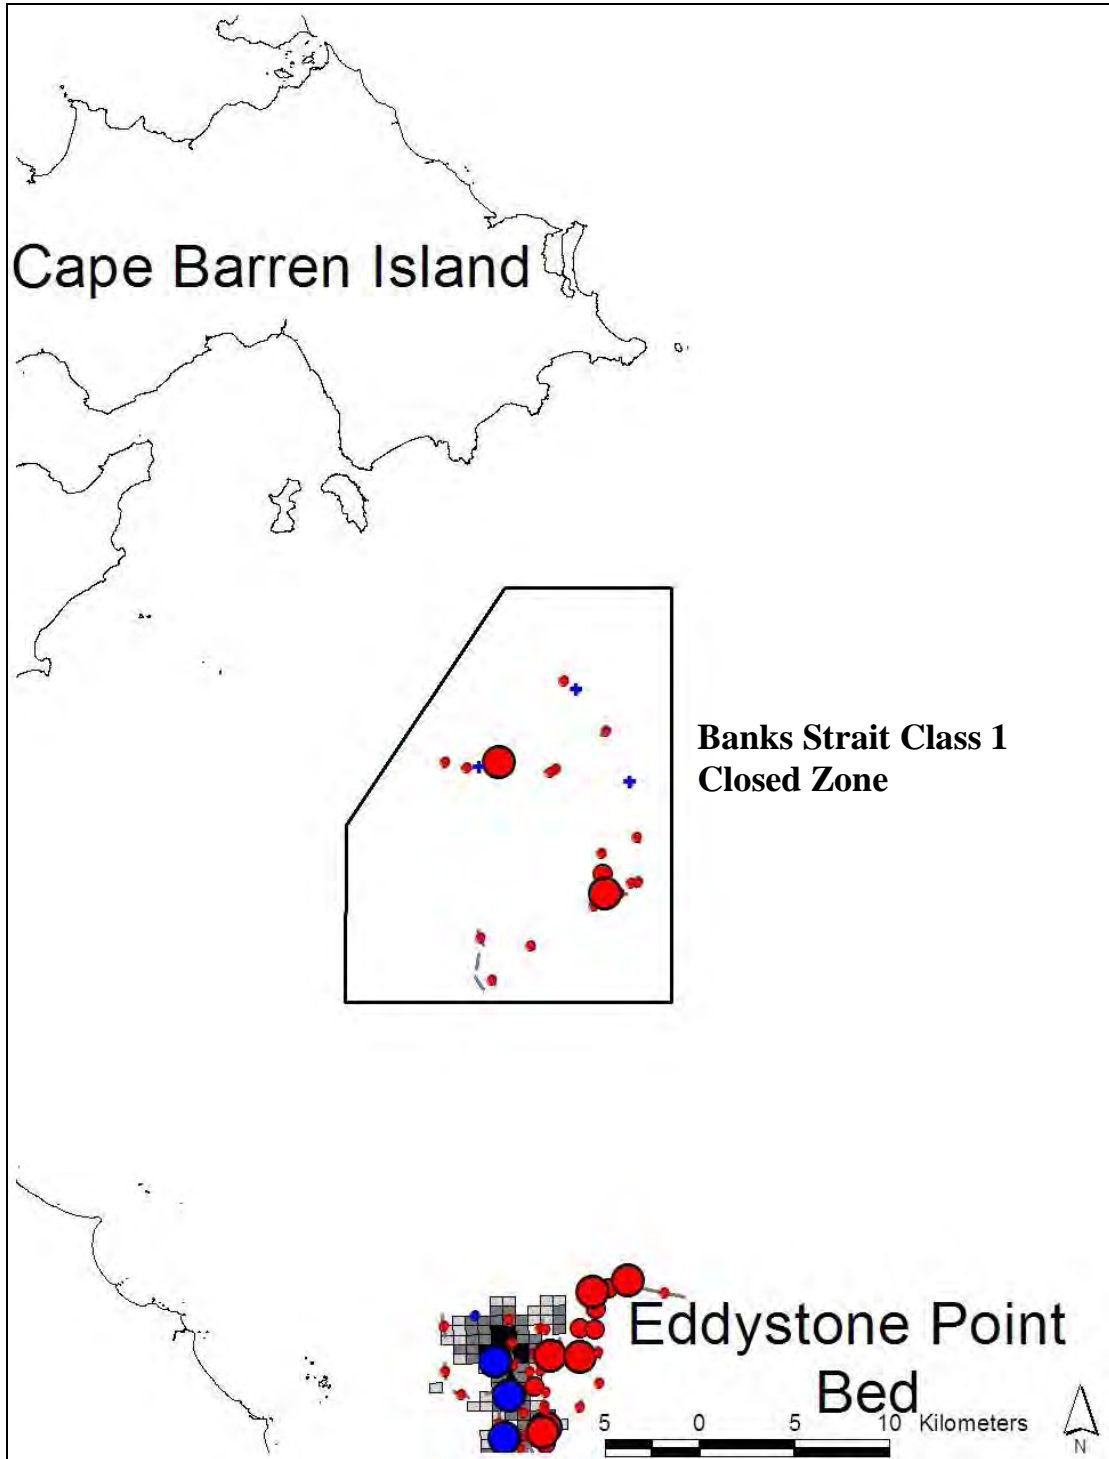 Cape Barren Island
Banks Strait Class 1
Closed Zone
Eddystone Point
Bed
5 0 5 10 Kilometers
N